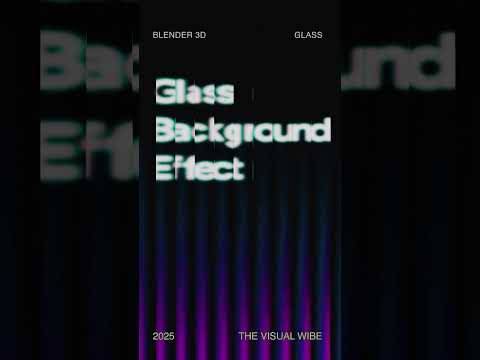 BLENDER 3D GLASS
Glass
Background
Effect
2025 THE VISUAL WIBE